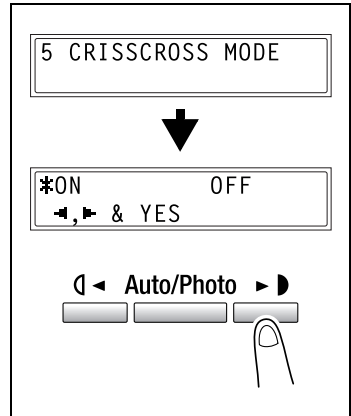 5 CRISSCROSS MODE
*ON OFF
◄,► & YES
◄ Auto/Photo ►